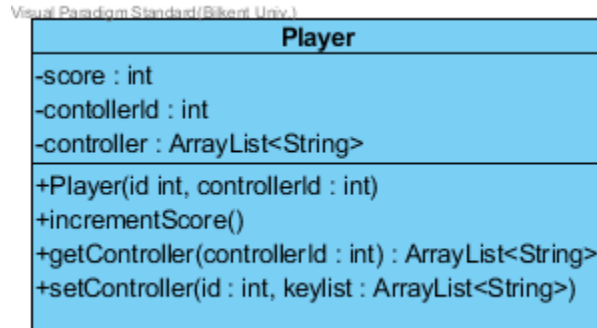 Visual Paradigm Standard(Bilkent Univ.)
Player
-score : int
-contollerId : int
-controller : ArrayList<String>
+Player(id int, controllerId : int)
+incrementScore()
+getController(controllerId : int) : ArrayList<String>
+setController(id : int, keylist : ArrayList<String>)